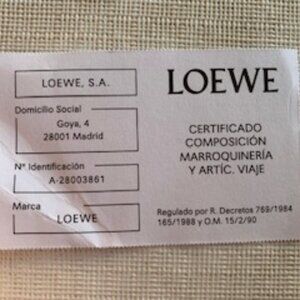 LOEWE, S.A.
Domicilio Social
Goya, 4
28001 Madrid
Nº Identificación
A-28003861
Marca
LOEWE
LOEWE
CERTIFICADO
COMPOSICIÓN
MARROQUINERÍA
Y ARTÍC. VIAJE
Regulado por R. Decretos 769/1984
165/1988 y O.M. 15/2/90